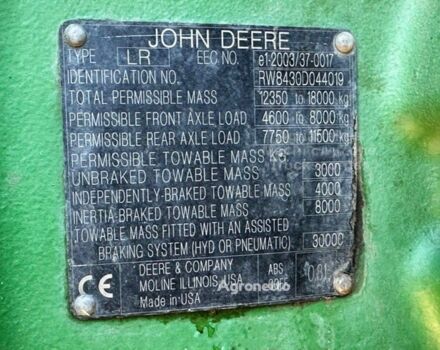 JOHN DEERE
TYPE LR EEC NO. e1-2003/37-0017
IDENTIFICATION NO. RW8430D044019
TOTAL PERMISSIBLE MASS 12350 to 18000 kg
PERMISSIBLE FRONT AXLE LOAD 4600 to 8000 kg
PERMISSIBLE REAR AXLE LOAD 7750 to 11500 kg
PERMISSIBLE TOWABLE MASS KG:
UNBRAKED TOWABLE MASS 3000
INDEPENDENTLY-BRAKED TOWABLE MASS 4000
INERTIA-BRAKED TOWABLE MASS 8000
TOWABLE MASS FITTED WITH AN ASSISTED
BRAKING SYSTEM (HYD OR PNEUMATIC) 30000
CE
DEERE & COMPANY
MOLINE ILLINOIS USA
Made in USA
ABS
0.81
Agronetto